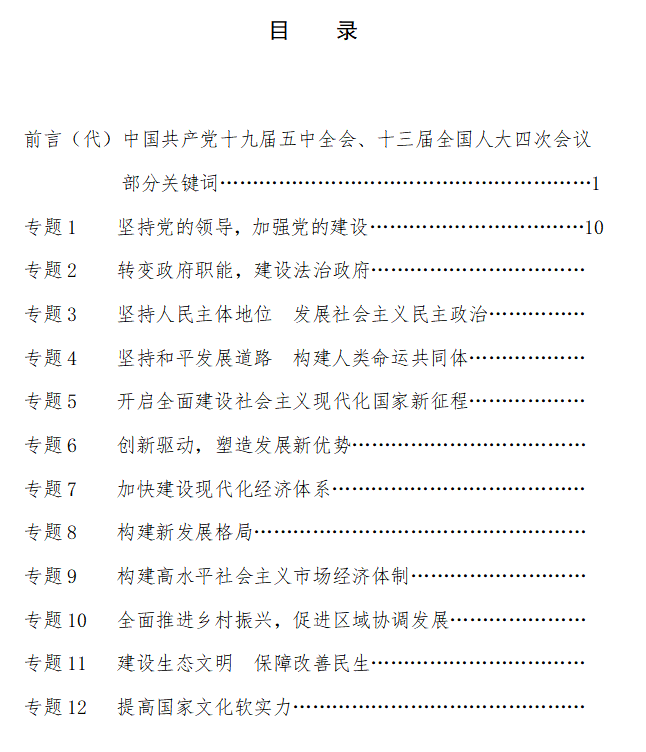 目 录
前言（代）中国共产党十九届五中全会、十三届全国人大四次会议
部分关键词…………………………………………………1
专题 1 坚持党的领导，加强党的建设……………………………10
专题 2 转变政府职能，建设法治政府……………………………
专题 3 坚持人民主体地位 发展社会主义民主政治……………
专题 4 坚持和平发展道路 构建人类命运共同体………………
专题 5 开启全面建设社会主义现代化国家新征程………………
专题 6 创新驱动，塑造发展新优势………………………………
专题 7 加快建设现代化经济体系…………………………………
专题 8 构建新发展格局……………………………………………
专题 9 构建高水平社会主义市场经济体制………………………
专题 10 全面推进乡村振兴，促进区域协调发展…………………
专题 11 建设生态文明 保障改善民生……………………………
专题 12 提高国家文化软实力………………………………………